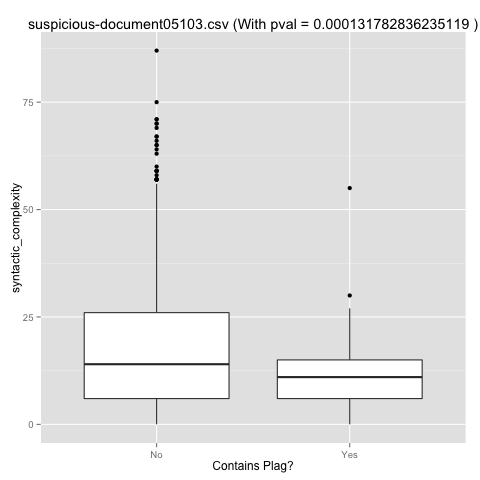 suspicious-document05103.csv (With pval = 0.000131782836235119 )
syntactic_complexity
75
50
25
0
No
Yes
Contains Plag?